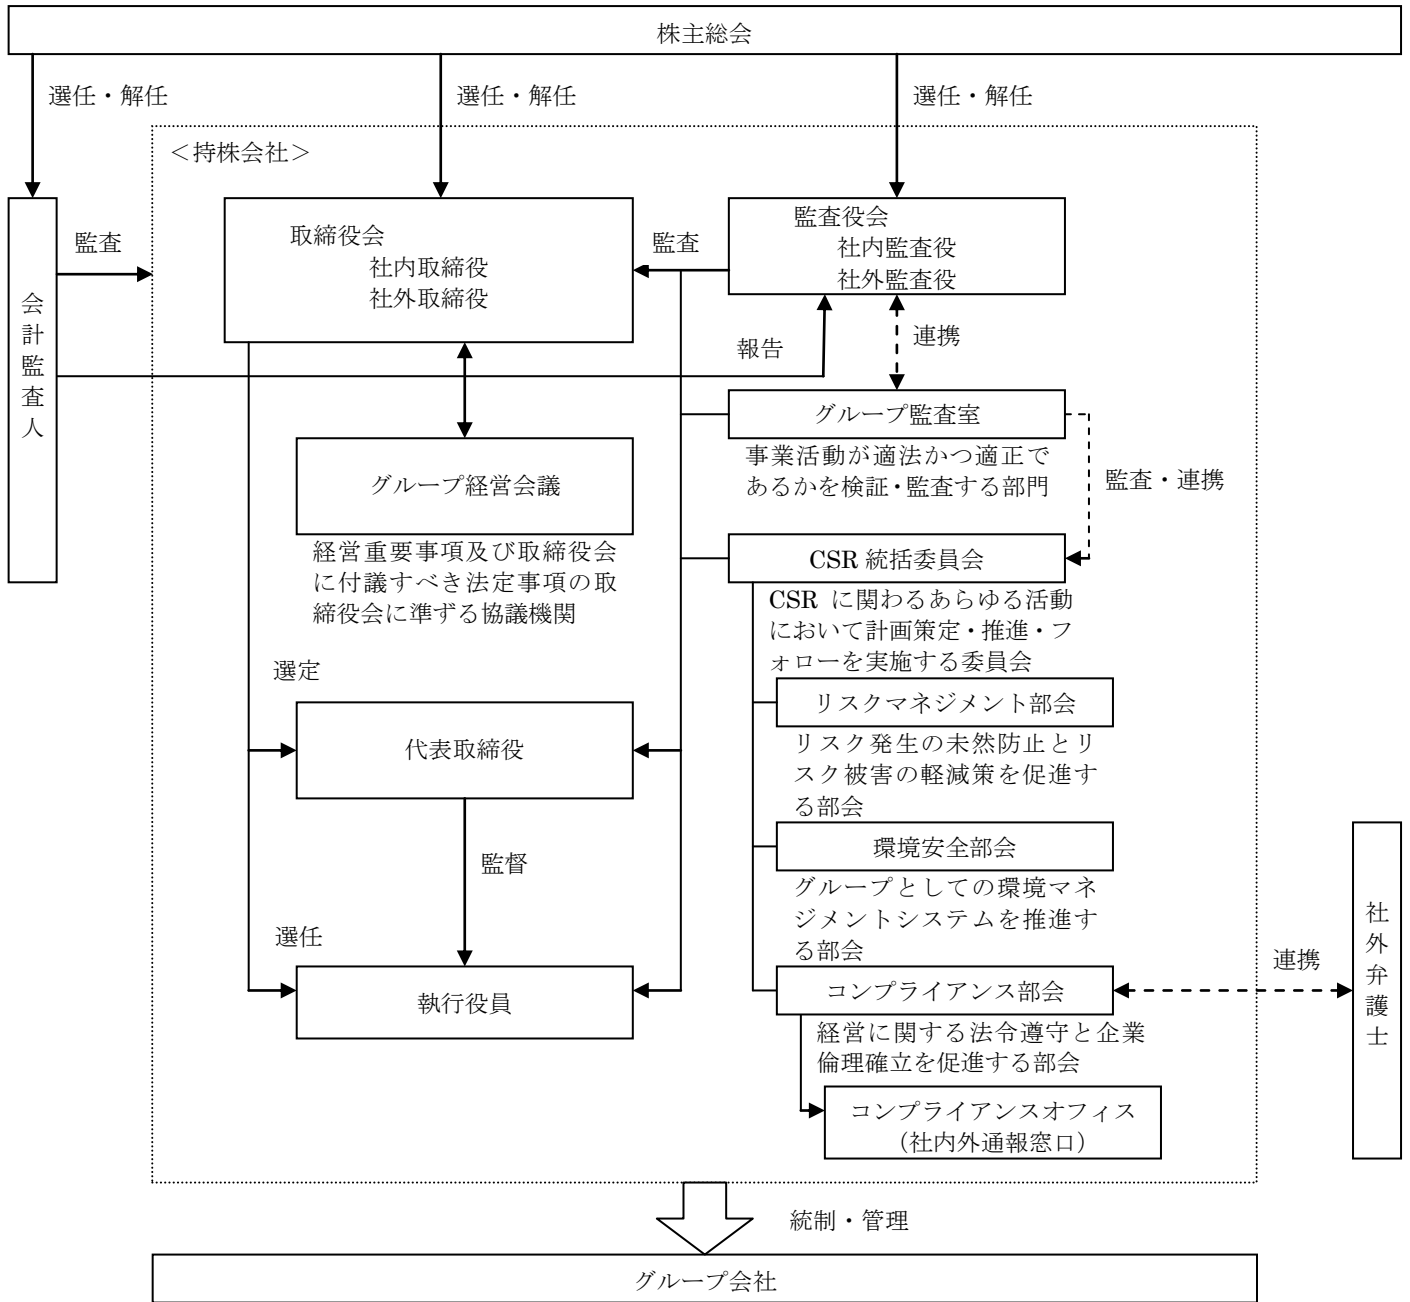 株主総会
選任・解任
選任・解任
選任・解任
＜持株会社＞
会計監査人
監査
取締役会
社内取締役
社外取締役
監査
監査役会
社内監査役
社外監査役
報告
連携
グループ監査室
事業活動が適法かつ適正で
あるかを検証・監査する部門
監査・連携
グループ経営会議
経営重要事項及び取締役会
に付議すべき法定事項の取
締役会に準ずる協議機関
CSR 統括委員会
CSR に関わるあらゆる活動
において計画策定・推進・フ
ォローを実施する委員会
選定
代表取締役
リスクマネジメント部会
リスク発生の未然防止とリ
スク被害の軽減策を促進す
る部会
監督
環境安全部会
グループとしての環境マネ
ジメントシステムを推進す
る部会
選任
執行役員
コンプライアンス部会
連携
社外弁護士
経営に関する法令遵守と企業
倫理確立を促進する部会
コンプライアンスオフィス
（社内外通報窓口）
統制・管理
グループ会社